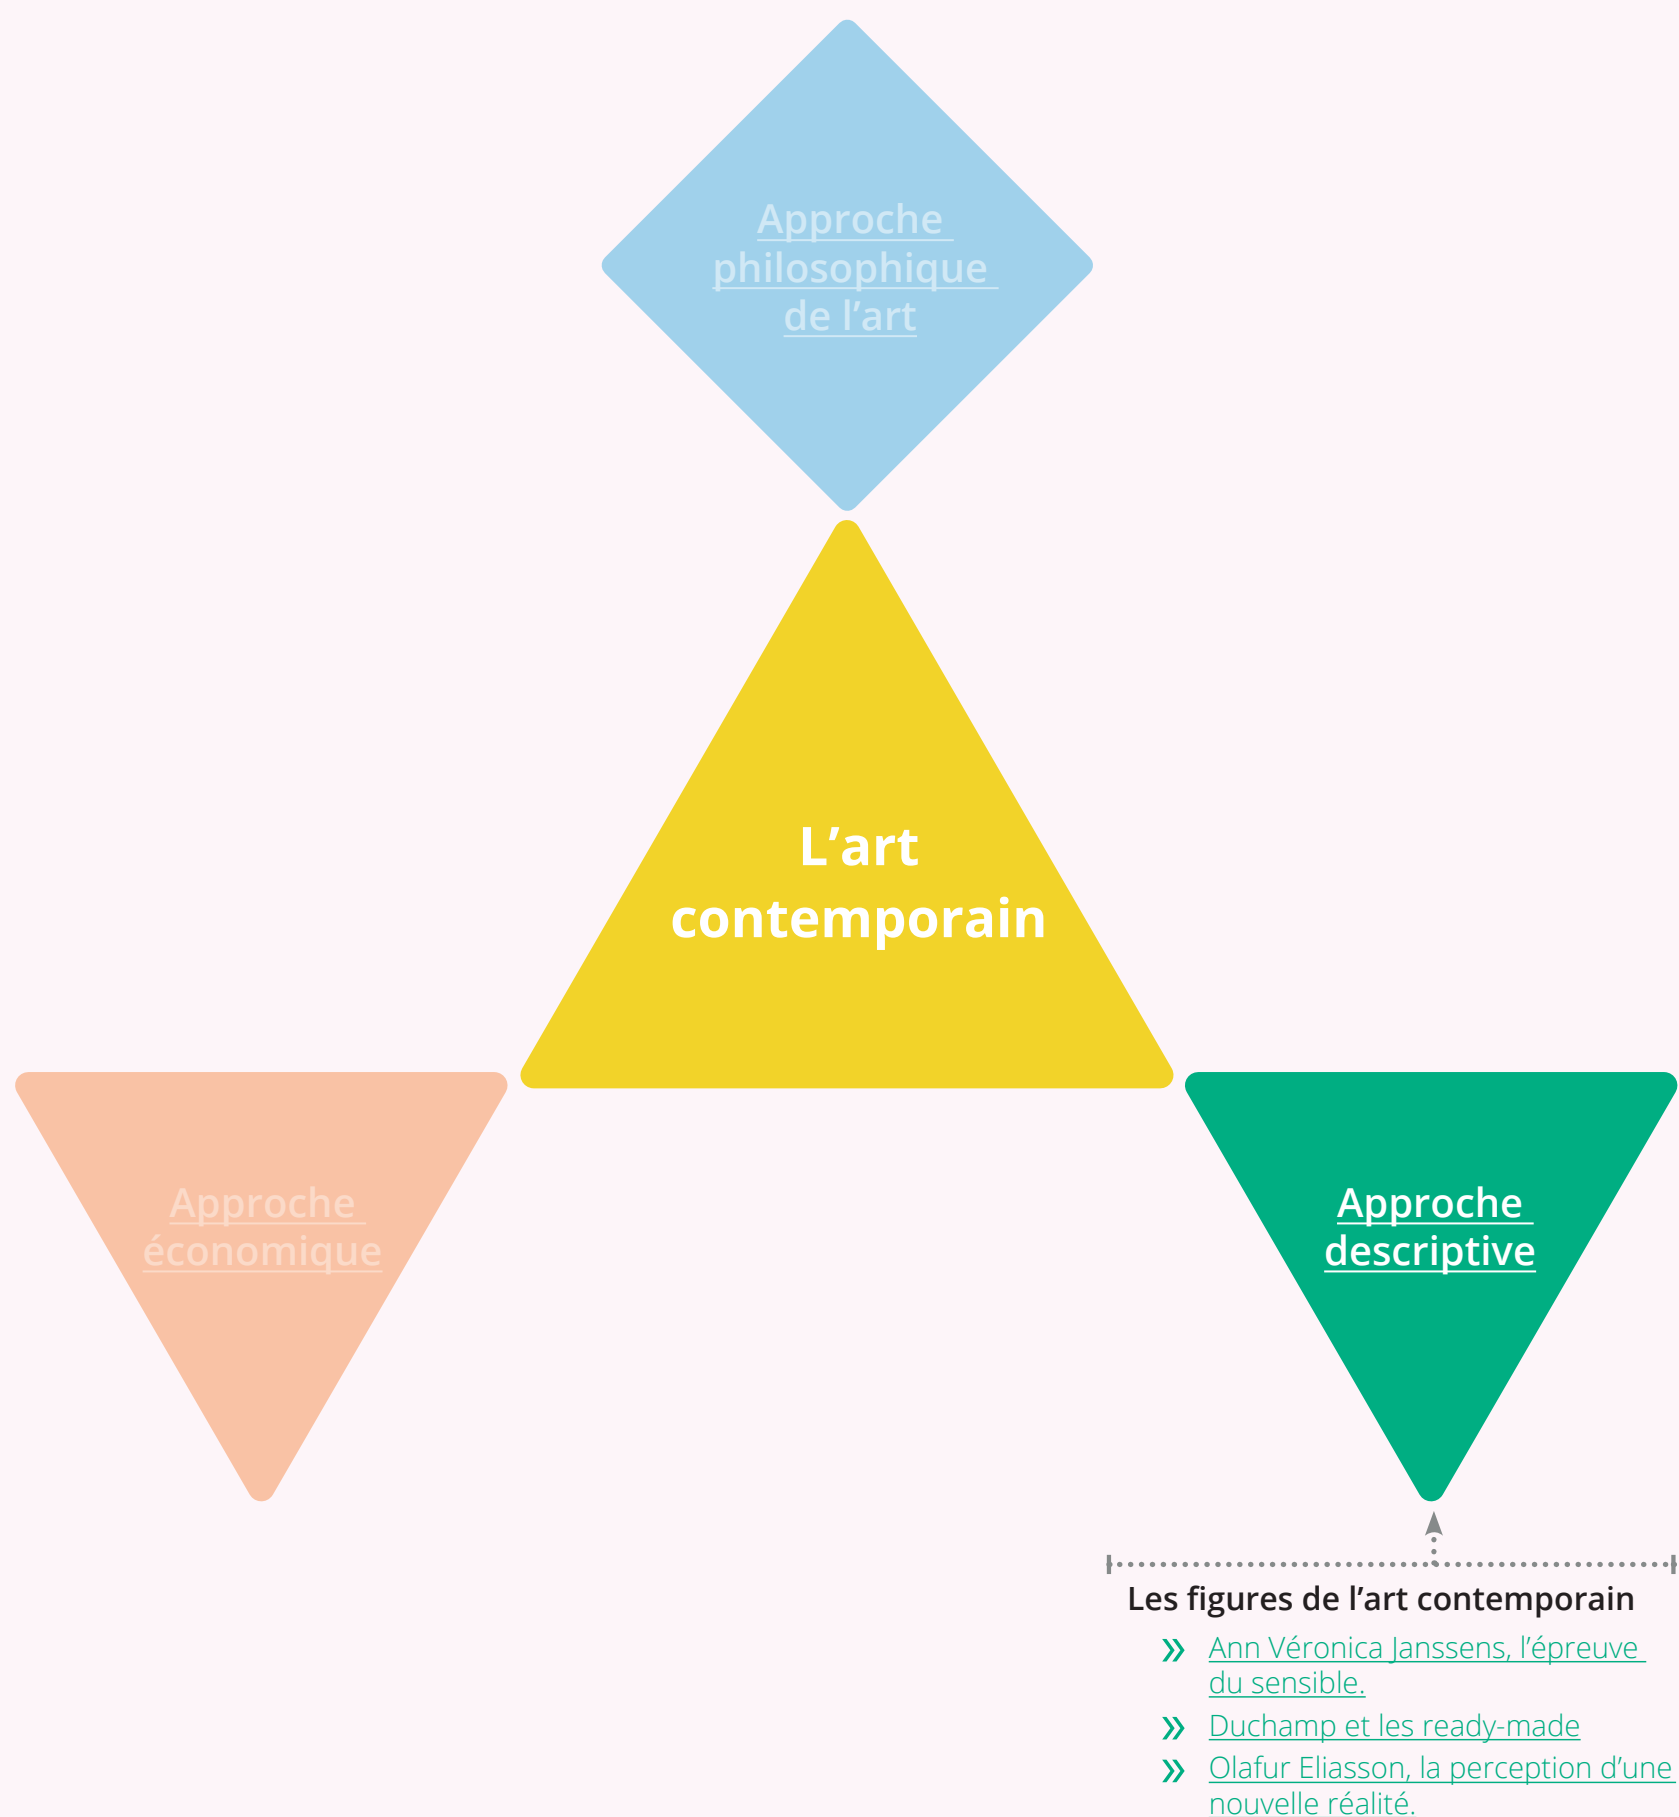 Approche
philosophique
de l’art
L’art
contemporain
Approche
économique
Approche
descriptive
Les figures de l’art contemporain
» Ann Véronica Janssens, l’épreuve
du sensible.
» Duchamp et les ready-made
» Olafur Eliasson, la perception d’une
nouvelle réalité.